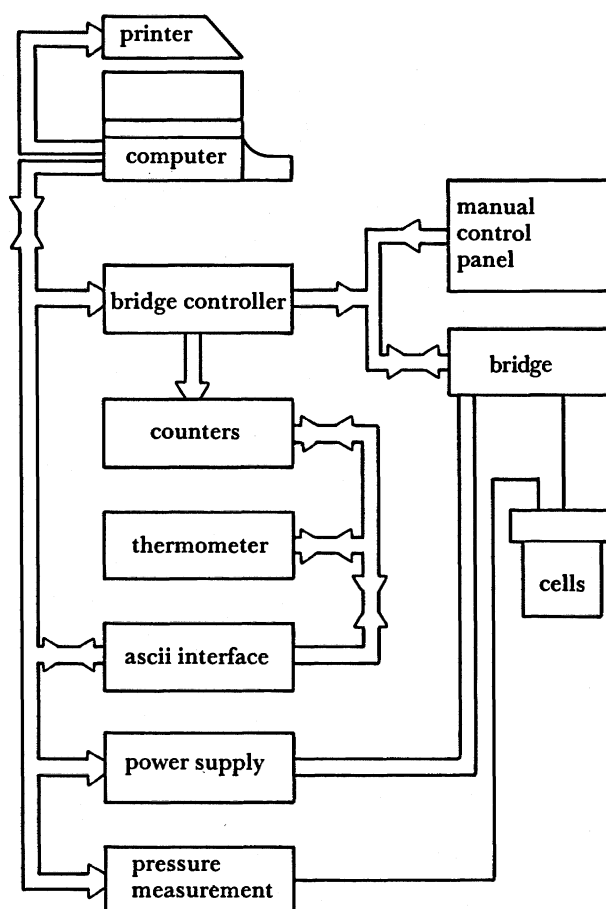 printer
computer
manual
control
panel
bridge controller
bridge
counters
thermometer
cells
ascii interface
power supply
pressure
measurement